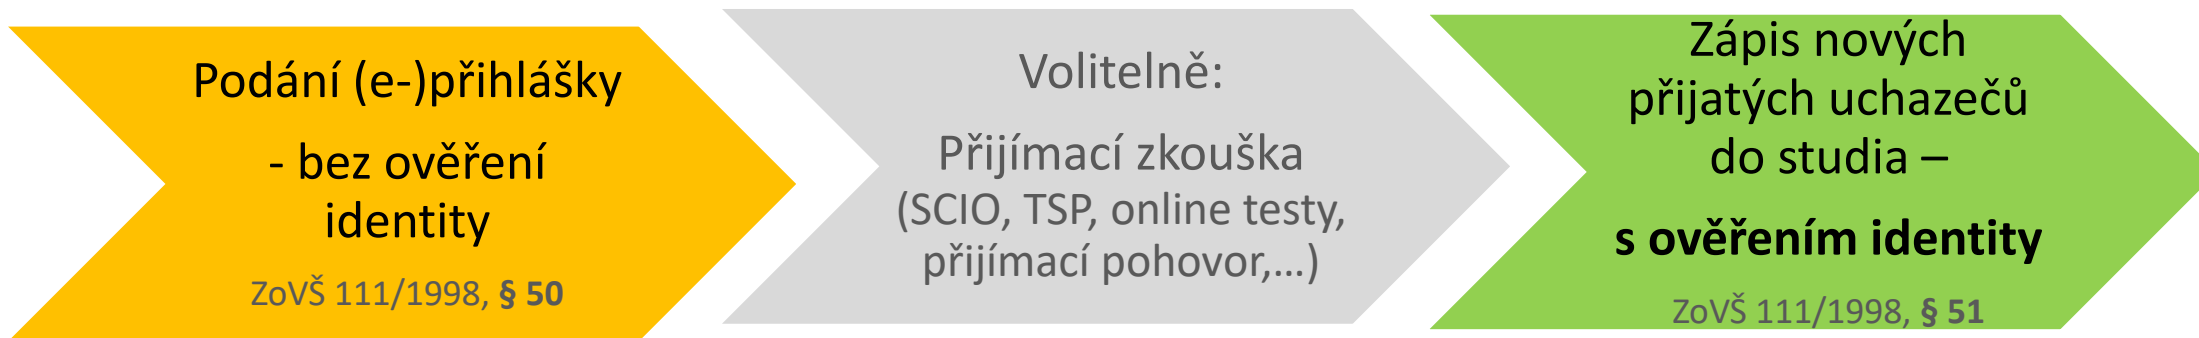 Podání (e-)přihlášky
- bez ověření
identity
ZoVŠ 111/1998, § 50
Volitelně:
Přijímací zkouška
(SCIO, TSP, online testy,
přijímací pohovor,...)
Zápis nových
přijatých uchazečů
do studia –
s ověřením identity
ZoVŠ 111/1998, § 51